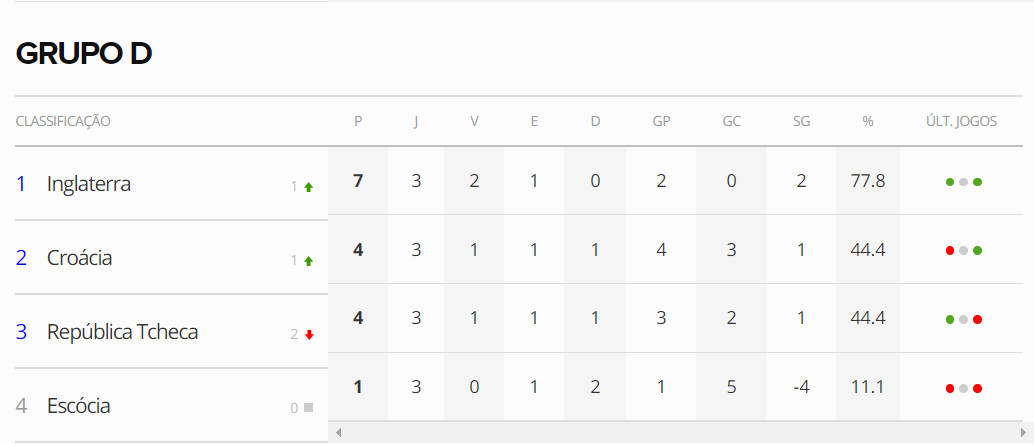 GRUPO D
CLASSIFICAÇÃO P J V E D GP GC SG % ÚLT. JOGOS
1 Inglaterra 1 7 3 2 1 0 2 0 2 77.8
2 Croácia 1 4 3 1 1 1 4 3 1 44.4
3 República Tcheca 2 4 3 1 1 1 3 2 1 44.4
4 Escócia 0 1 3 0 1 2 1 5 -4 11.1